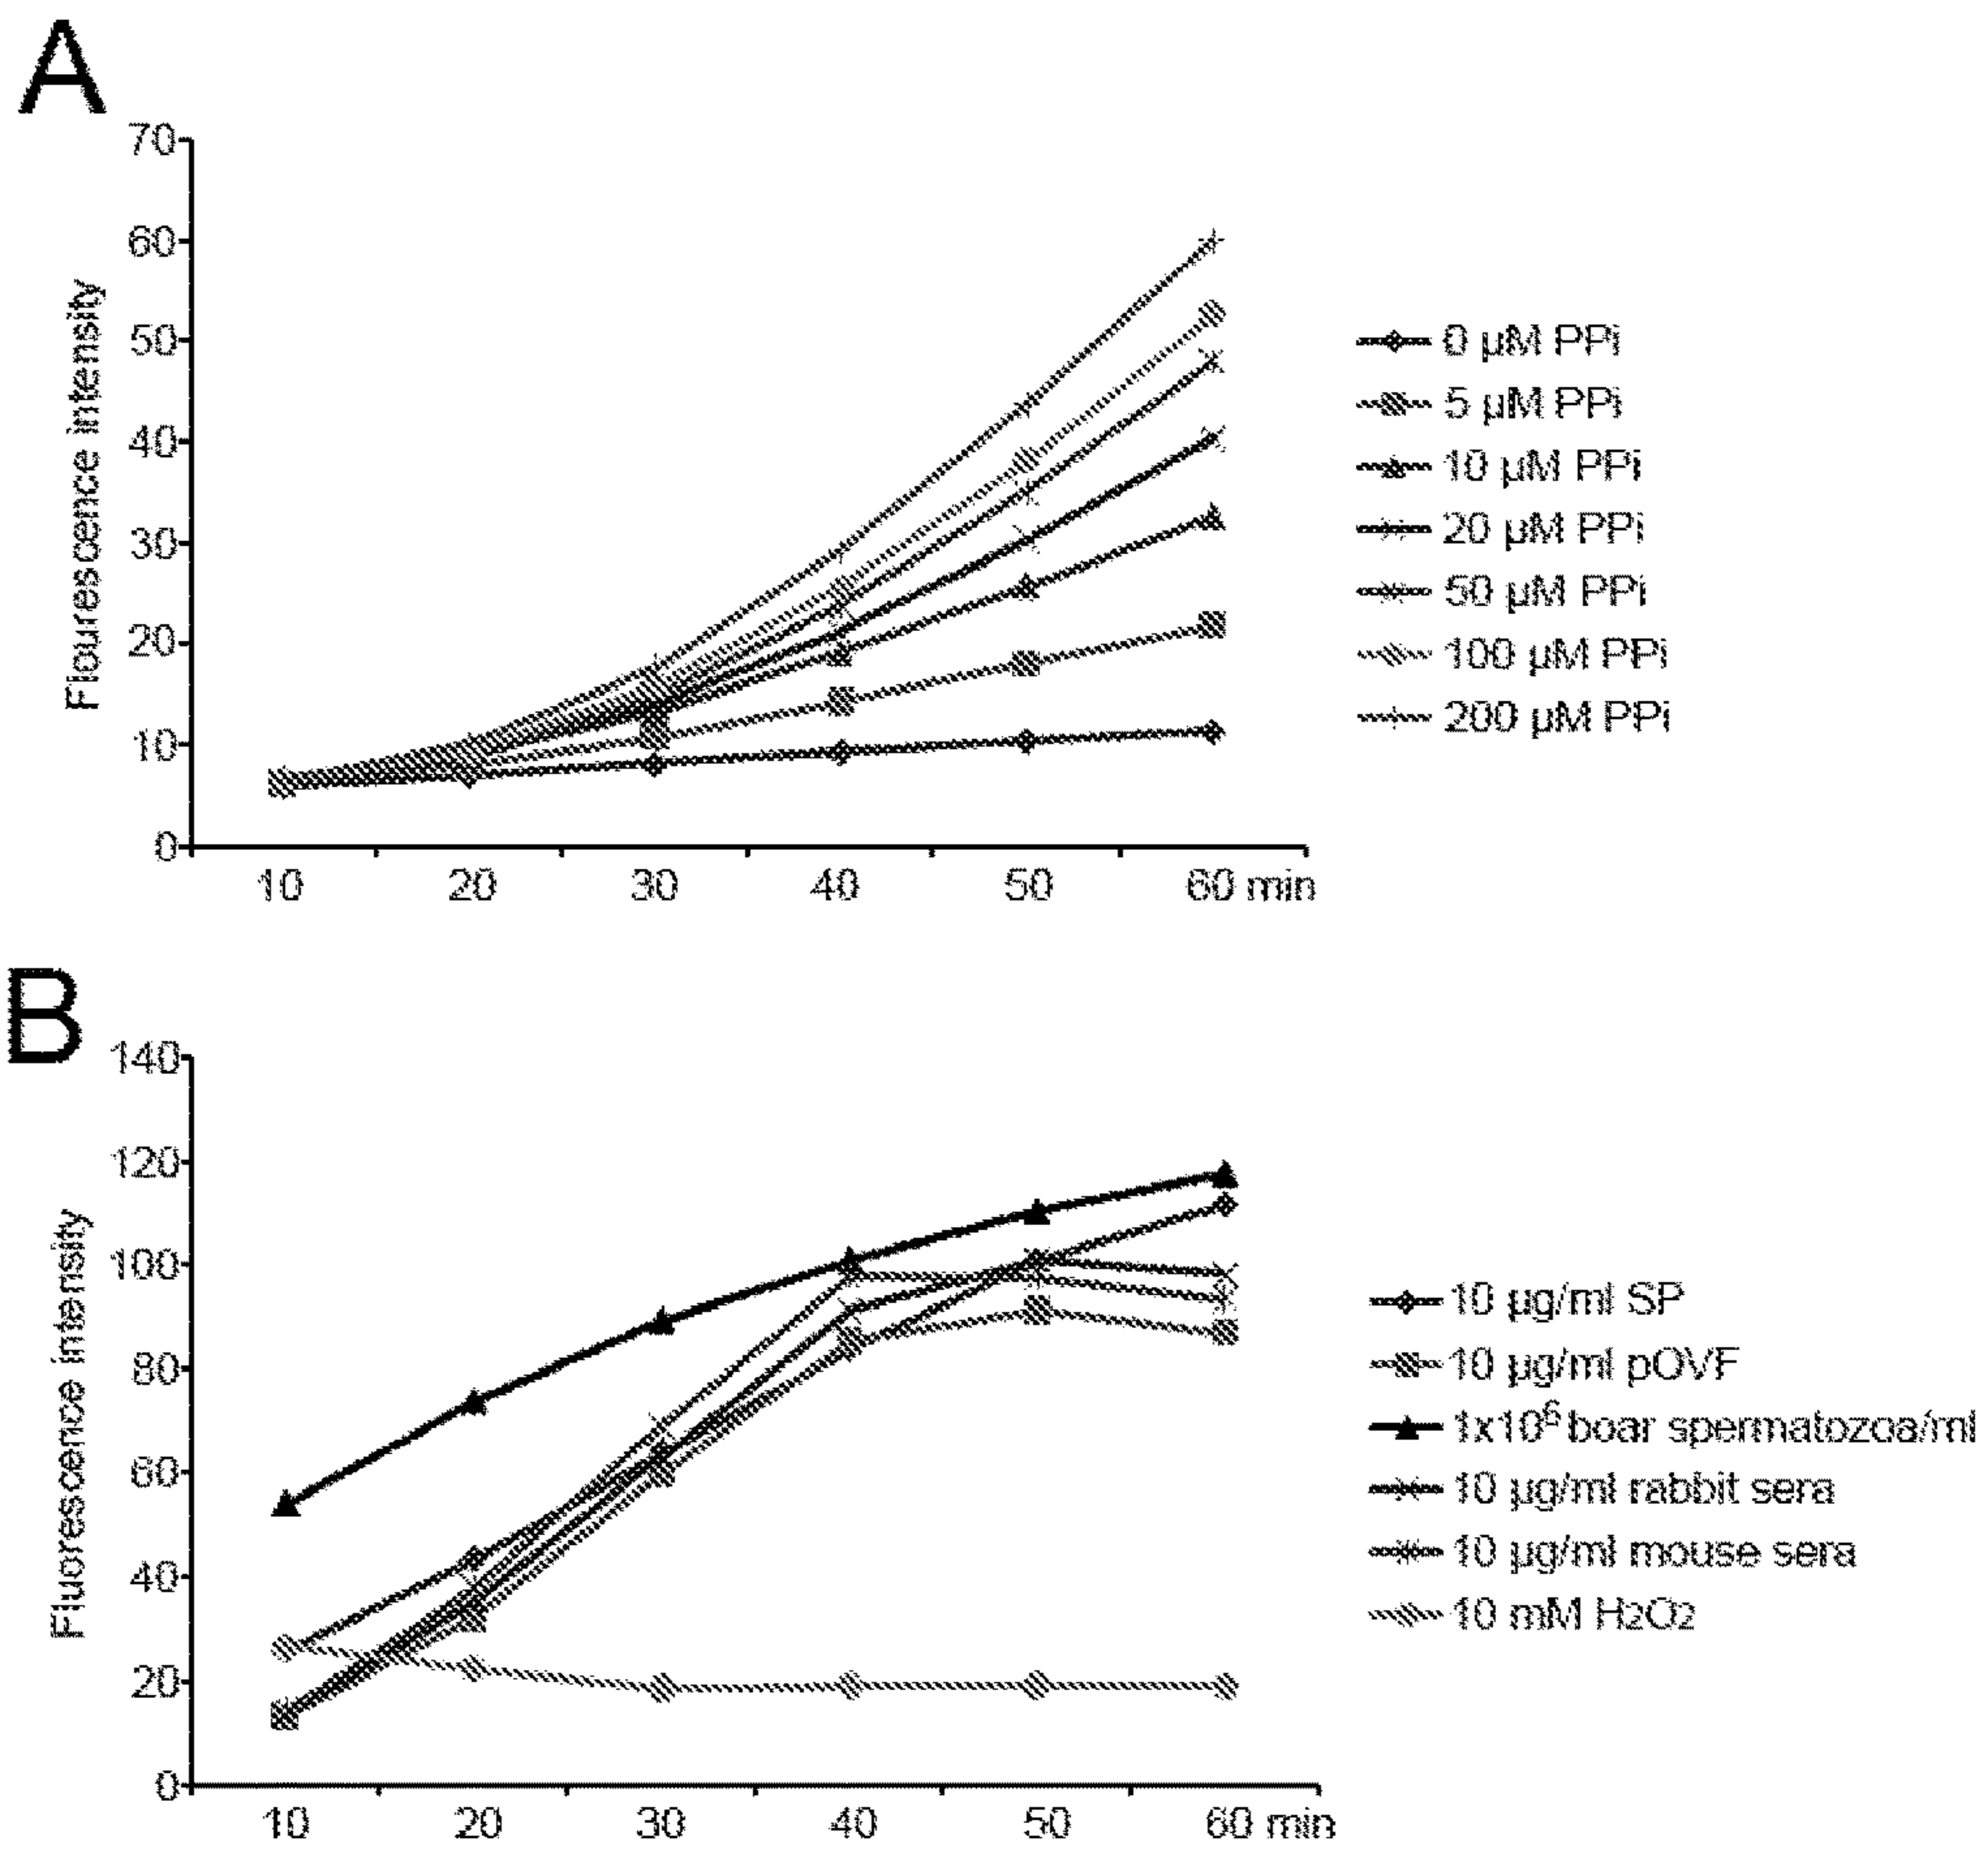 A
70
60
50
40
30
20
10
0
Flourescence intensity
10 20 30 40 50 60 min
0 µM PPi
5 µM PPi
10 µM PPi
20 µM PPi
50 µM PPi
100 µM PPi
200 µM PPi
B
140
120
100
80
60
40
20
0
Fluorescence intensity
10 20 30 40 50 60 min
10 µg/ml SP
10 µg/ml pOVF
1x10⁶ boar spermatozoa/ml
10 µg/ml rabbit sera
10 µg/ml mouse sera
10 mM H₂O₂